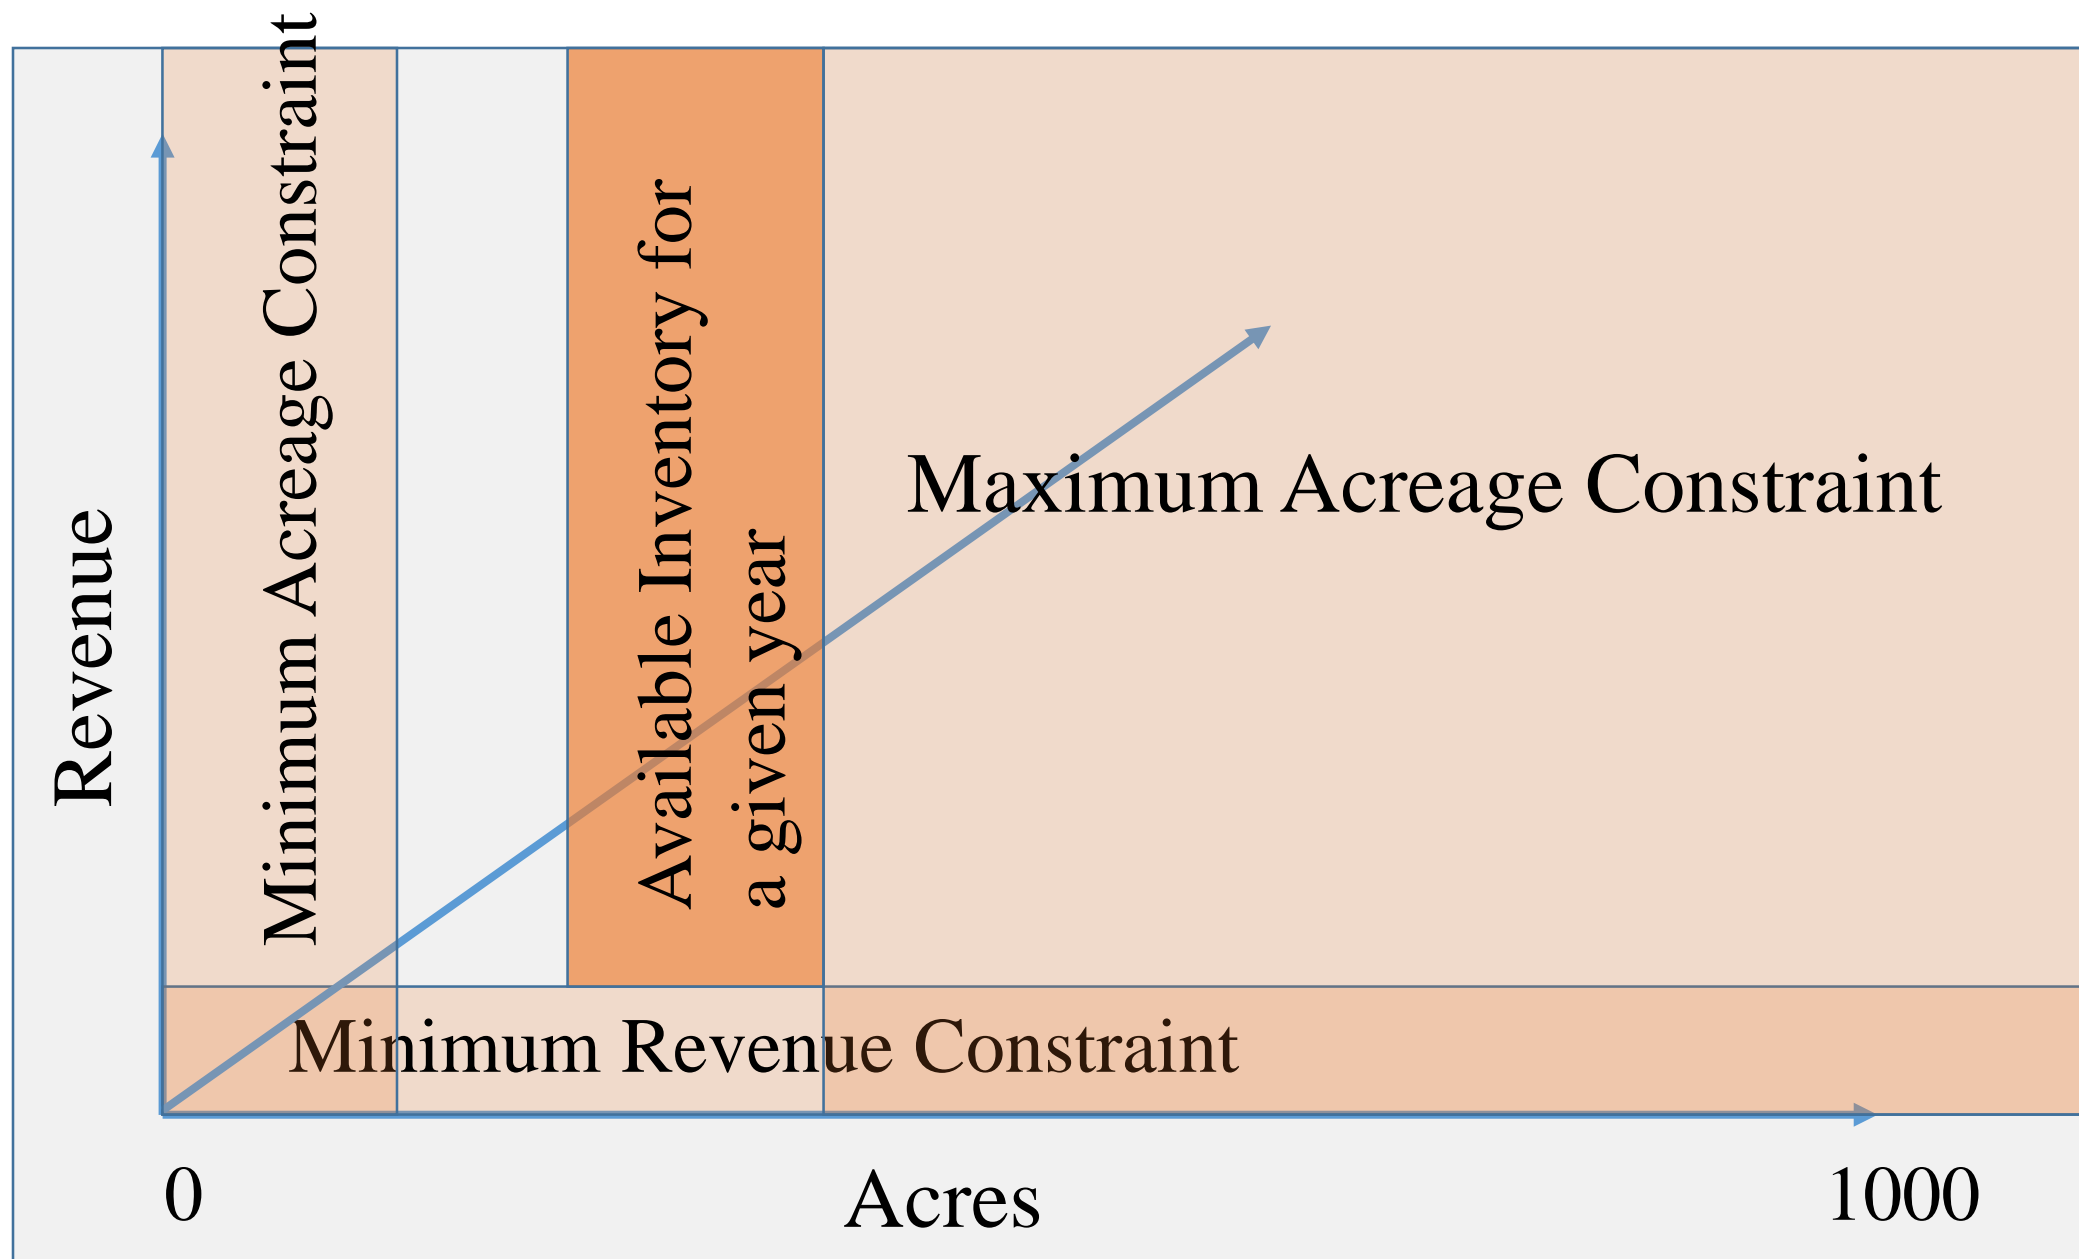 Revenue
Minimum Acreage Constraint
Available Inventory for
a given year
Maximum Acreage Constraint
Minimum Revenue Constraint
0
Acres
1000